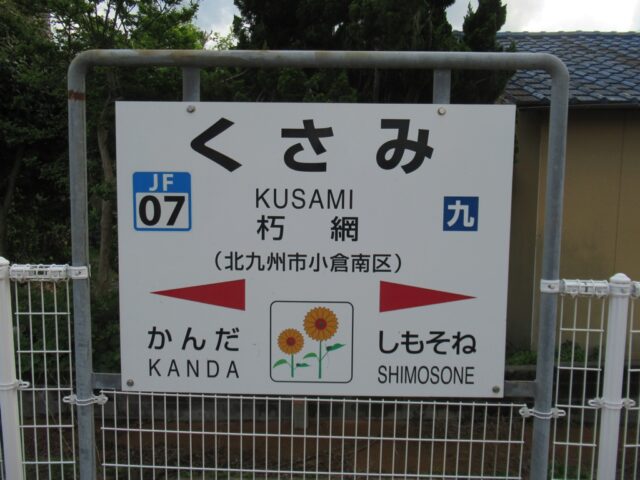 くさみ
JF
07
KUSAMI
九
朽網
（北九州市小倉南区）
かんだ
しもそね
KANDA
SHIMOSONE